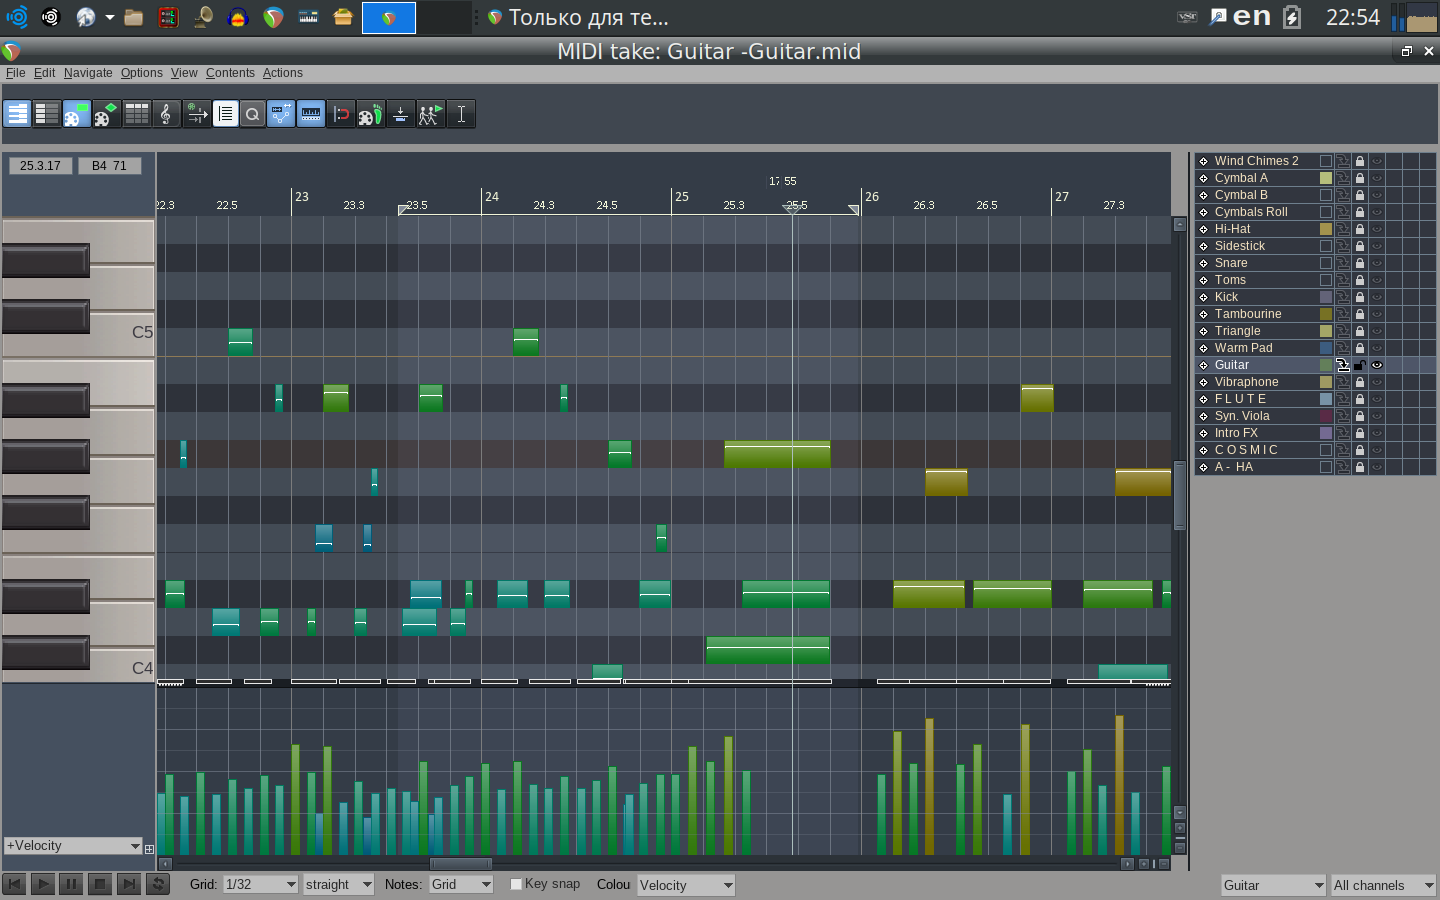 Только для те...
VST
en
22:54
MIDI take: Guitar -Guitar.mid
File Edit Navigate Options View Contents Actions
25.3.17 B4 71
17 55
23 24 25 26 27
22.3 22.5 23.3 23.5 24.3 24.5 25.3 25.5 26.3 26.5 27.3
C5
C4
Wind Chimes 2
Cymbal A
Cymbal B
Cymbals Roll
Hi-Hat
Sidestick
Snare
Toms
Kick
Tambourine
Triangle
Warm Pad
Guitar
Vibraphone
F L U T E
Syn. Viola
Intro FX
C O S M I C
A - HA
+Velocity
Grid: 1/32 straight Notes: Grid Key snap Colou Velocity Guitar All channels